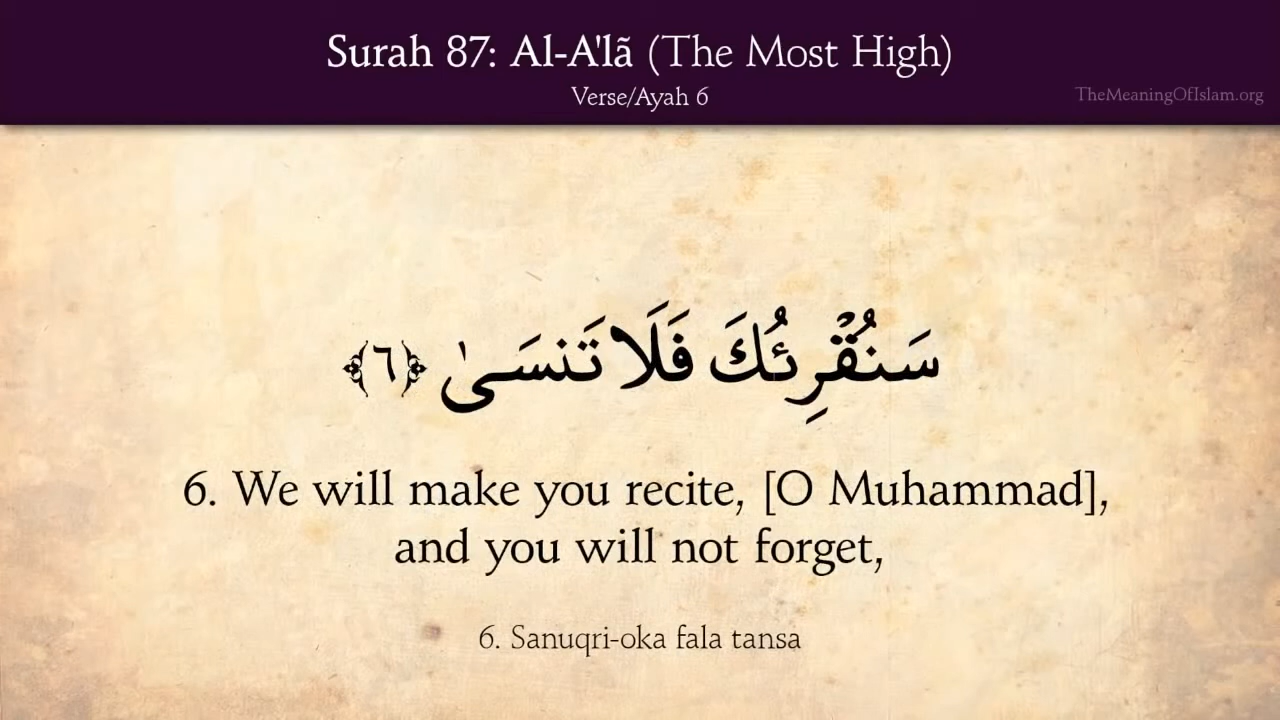 Surah 87: Al-A'lã (The Most High)
Verse/Ayah 6
TheMeaningOfIslam.org
سَنُقْرِئُكَ فَلَا تَنسَىٰ ﴿٦﴾
6. We will make you recite, [O Muhammad],
and you will not forget,
6. Sanuqri-oka fala tansa